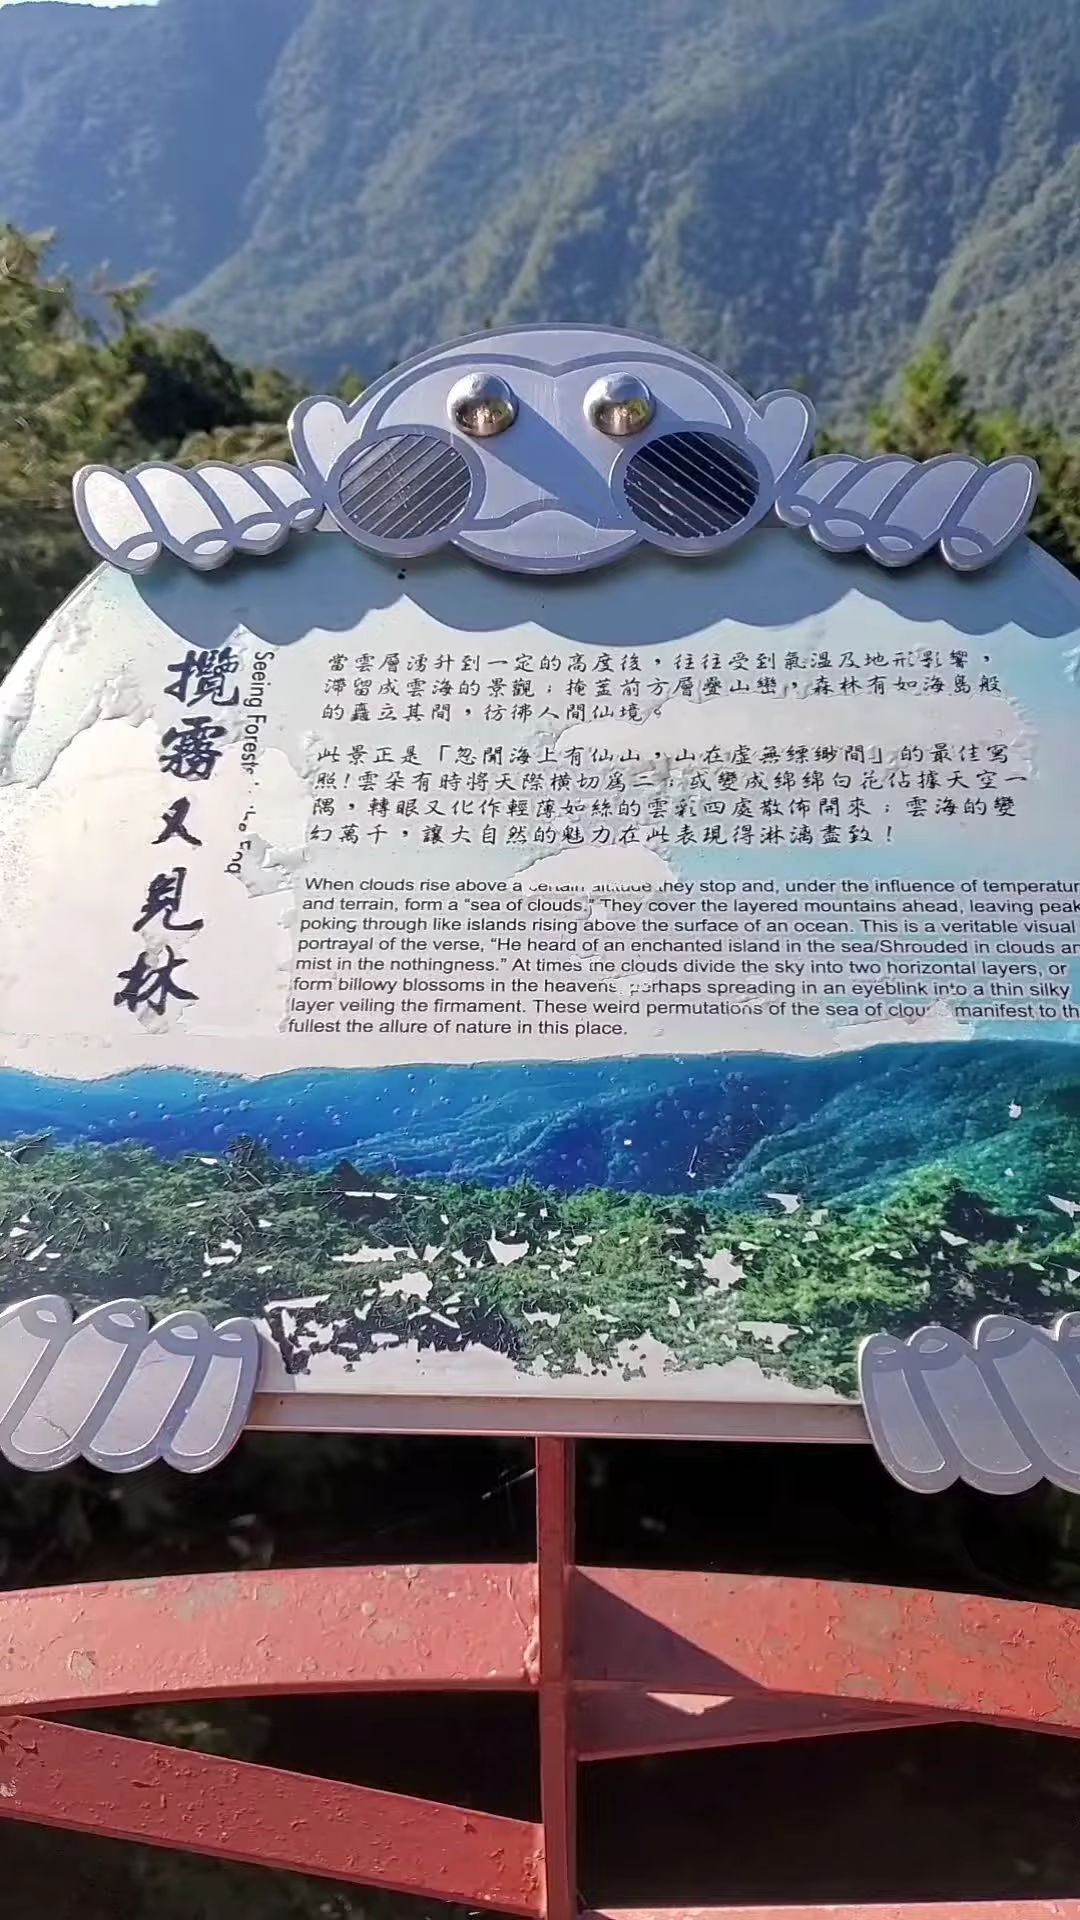 攬霧又見林
Seeing Forests
當雲層湧升到一定的高度後，往往受到氣溫及地形影響，
滯留成雲海的景觀；掩蓋前方層疊山巒，森林有如海島般
的矗立其間，彷彿人間仙境。
此景正是「忽聞海上有仙山，山在虛無縹緲間」的最佳寫
照！雲朵有時將天際橫切為二，或變成綿綿白花佔據天空一
隅，轉眼又化作輕薄如絲的雲彩四處散佈開來；雲海的變
幻萬千，讓大自然的魅力在此表現得淋漓盡致！
When clouds rise above a certain altitude they stop and, under the influence of temperatur
and terrain, form a “sea of clouds.” They cover the layered mountains ahead, leaving peak
poking through like islands rising above the surface of an ocean. This is a veritable visual
portrayal of the verse, “He heard of an enchanted island in the sea/Shrouded in clouds an
mist in the nothingness.” At times the clouds divide the sky into two horizontal layers, or
form billowy blossoms in the heavens, perhaps spreading in an eyeblink into a thin silky
layer veiling the firmament. These weird permutations of the sea of clouds manifest to th
fullest the allure of nature in this place.